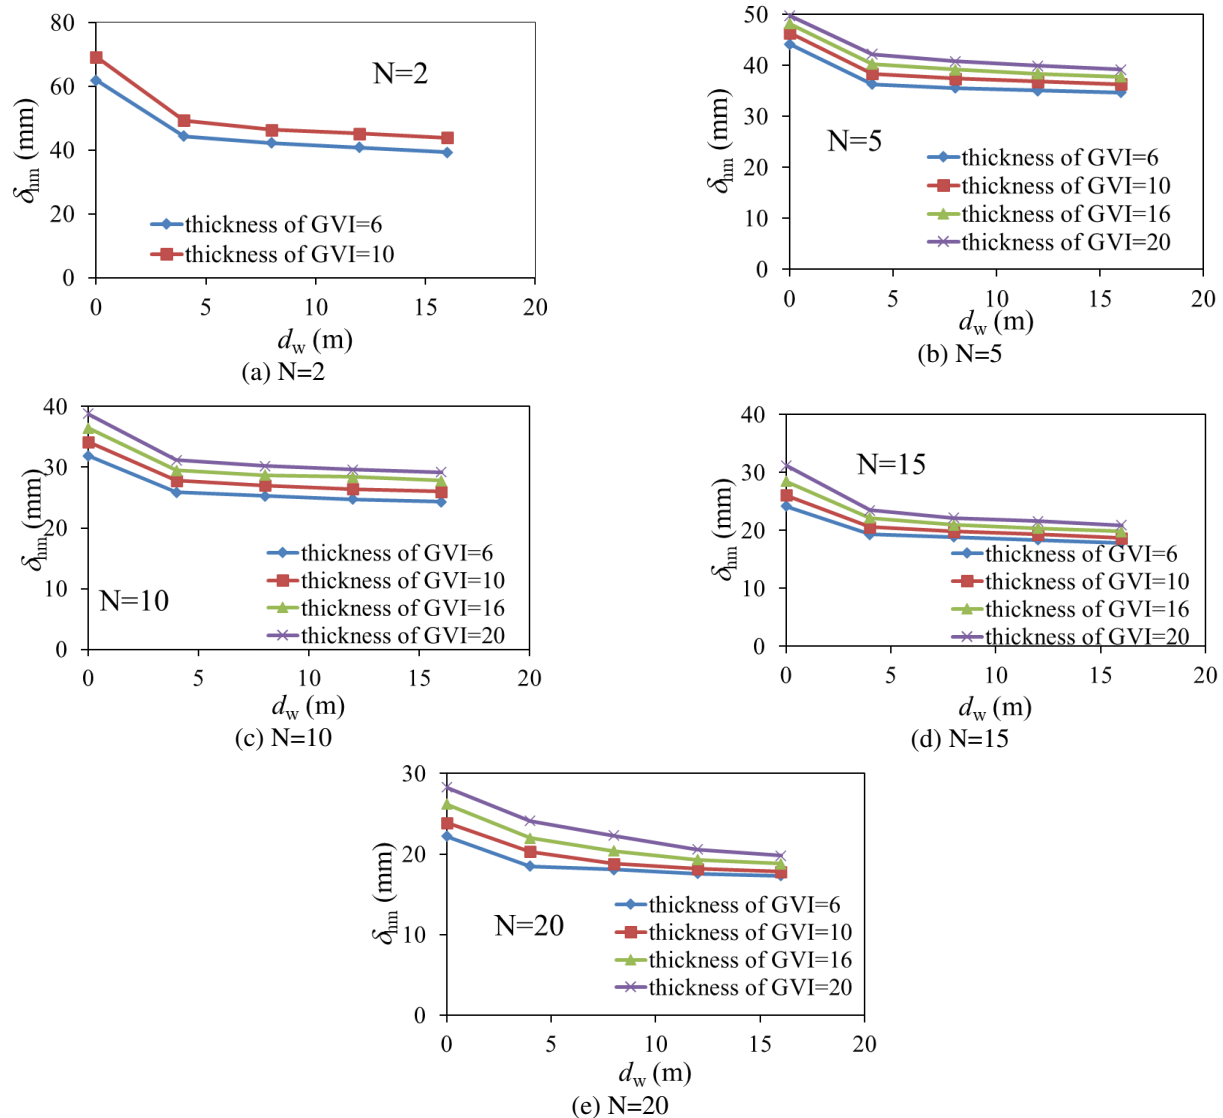 80
60
40
20
0
δhm (mm)
N=2
thickness of GVI=6
thickness of GVI=10
0 5 10 15 20
dw (m)
(a) N=2
50
40
30
20
10
0
δhm (mm)
N=5
thickness of GVI=6
thickness of GVI=10
thickness of GVI=16
thickness of GVI=20
0 5 10 15 20
dw (m)
(b) N=5
40
30
20
10
0
δhm (mm)
N=10
thickness of GVI=6
thickness of GVI=10
thickness of GVI=16
thickness of GVI=20
0 5 10 15 20
dw (m)
(c) N=10
40
30
20
10
0
δhm (mm)
N=15
thickness of GVI=6
thickness of GVI=10
thickness of GVI=16
thickness of GVI=20
0 5 10 15 20
dw (m)
(d) N=15
30
20
10
0
δhm (mm)
N=20
thickness of GVI=6
thickness of GVI=10
thickness of GVI=16
thickness of GVI=20
0 5 10 15 20
dw (m)
(e) N=20